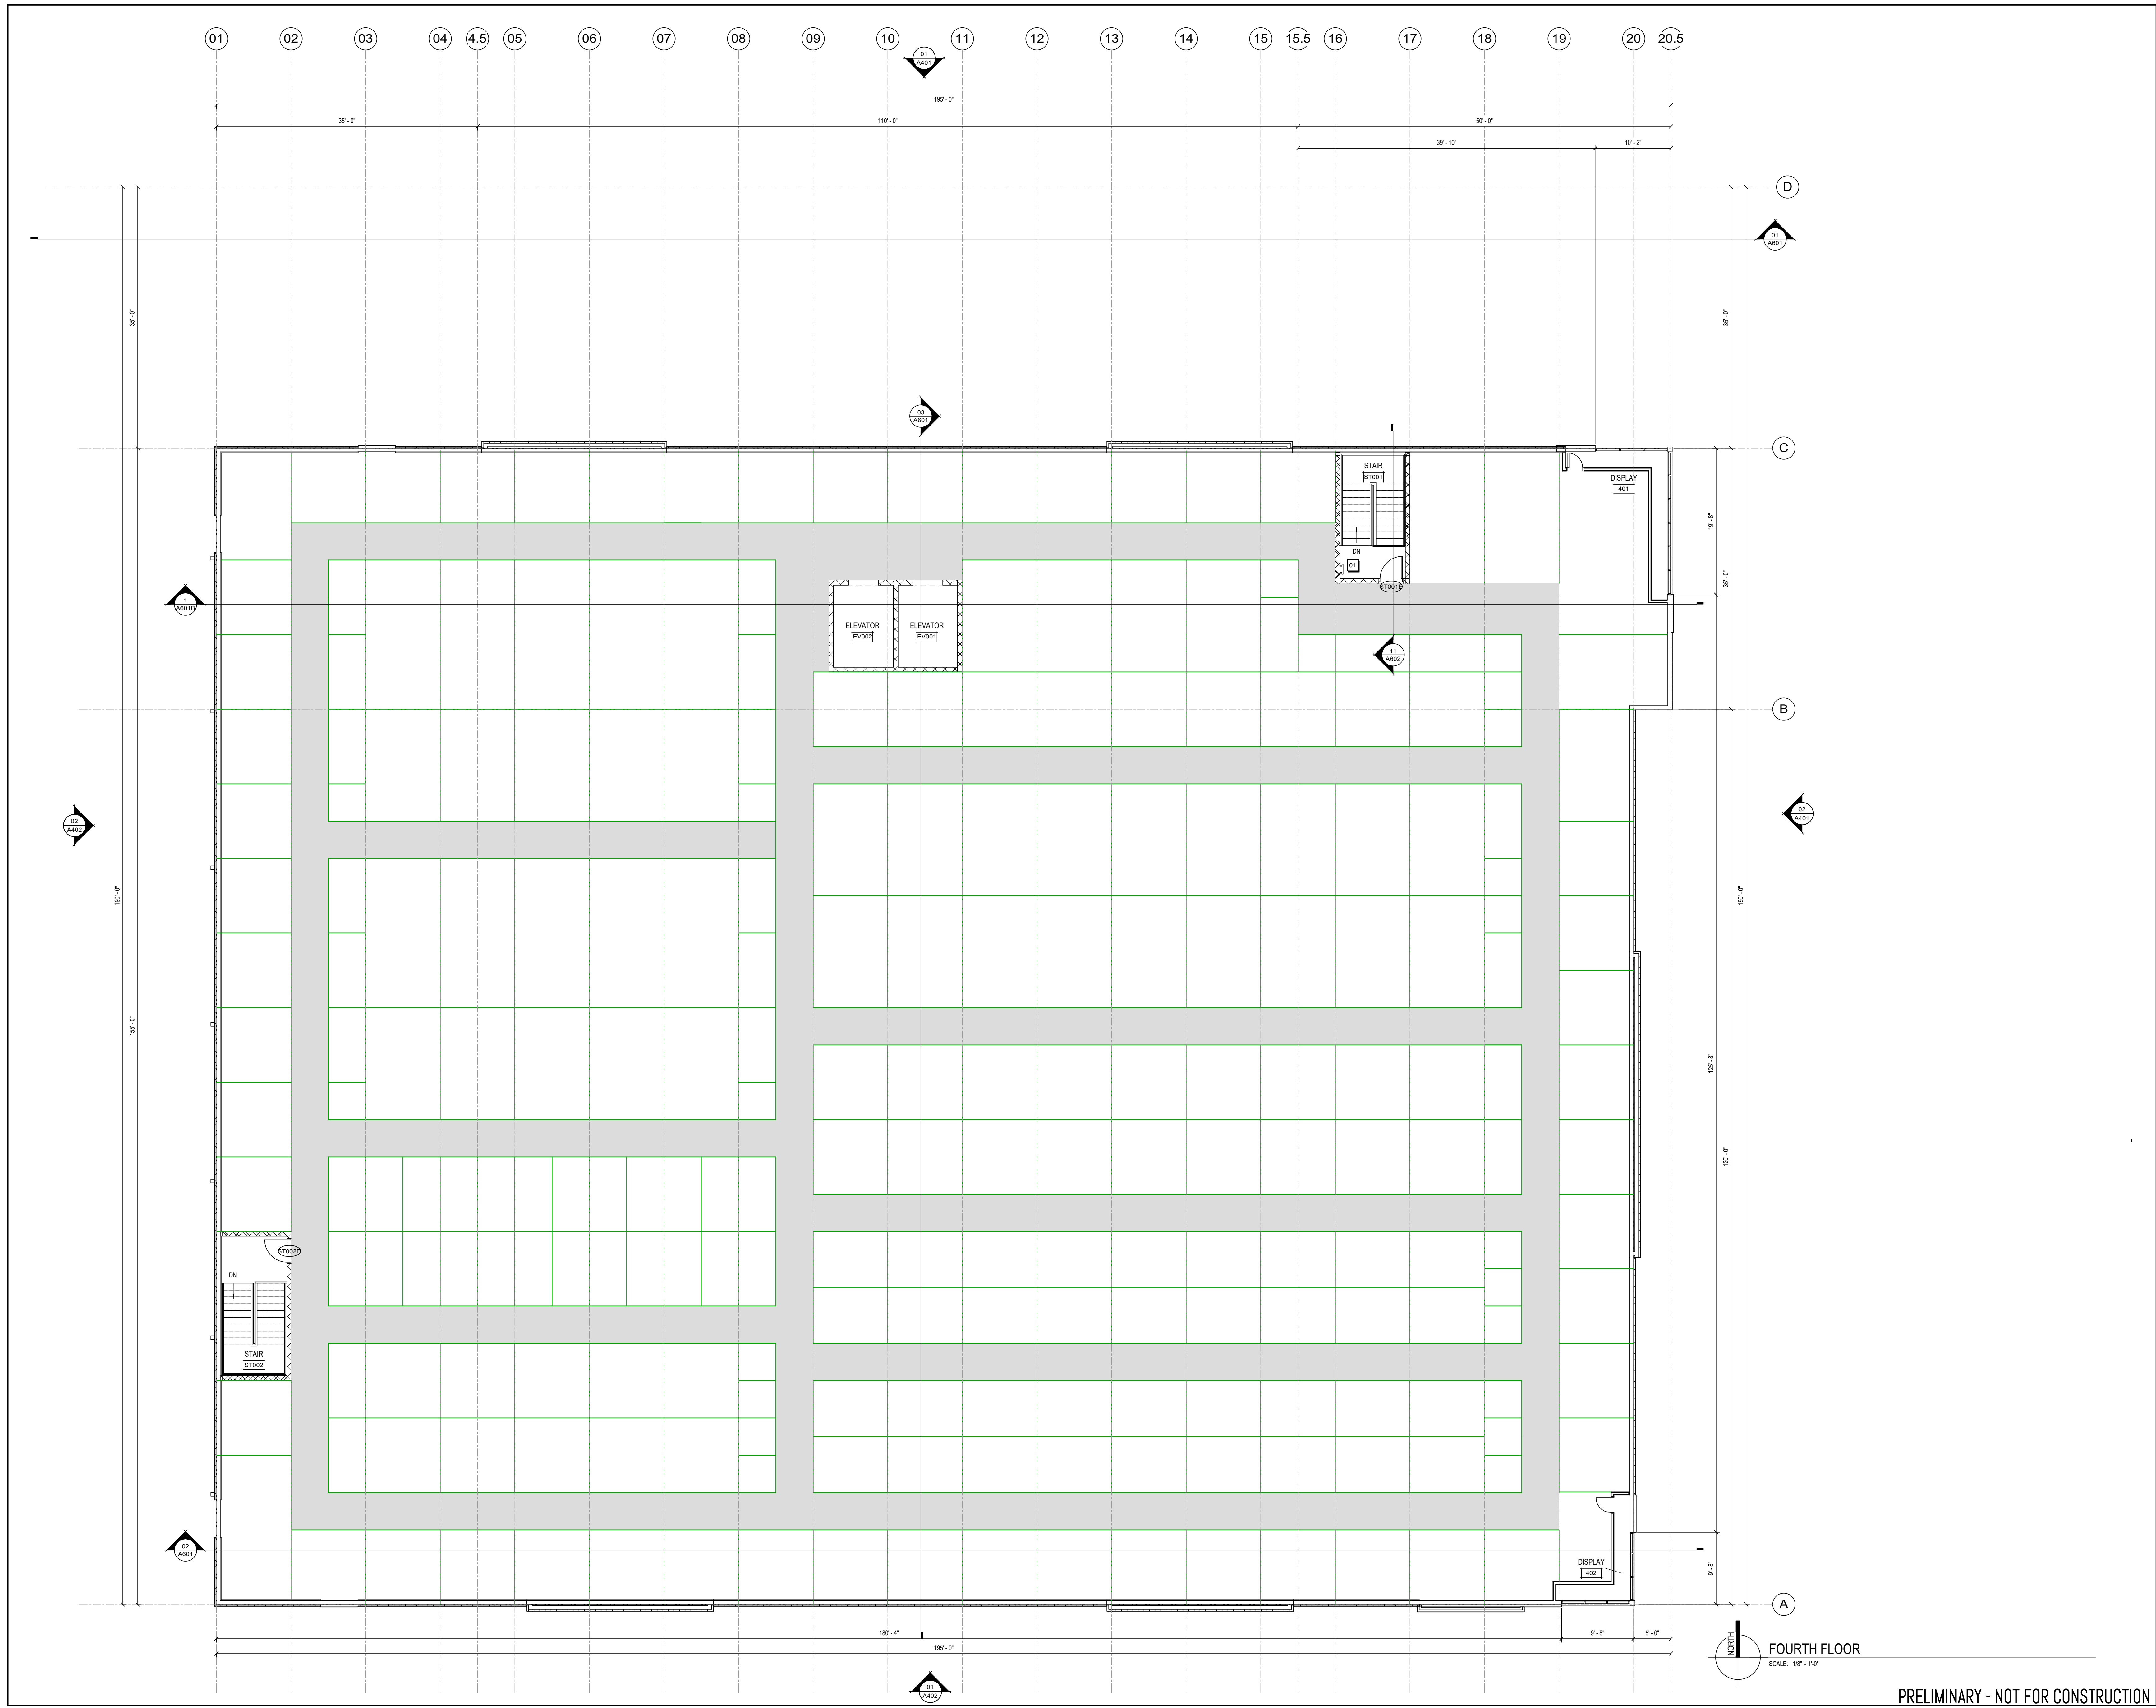 01 02 03 04 4.5 05 06 07 08 09 10 11 12 13 14 15 15.5 16 17 18 19 20 20.5
01
A401
195' - 0"
35' - 0" 110' - 0" 50' - 0"
39' - 10" 10' - 2"
D
01
A601
35' - 0" 35' - 0"
03
A601
C
STAIR
ST001
DISPLAY
401
19' - 8"
DN
01
ST001E
35' - 0"
1
A601B
ELEVATOR ELEVATOR
EV002 EV001
11
A602
B
02
A402
02
A401
190' - 0" 190' - 0"
155' - 0"
125' - 8"
120' - 0"
ST002E
DN
STAIR
ST002
02
A601
DISPLAY
402
9' - 8"
A
180' - 4" 9' - 8" 5' - 0"
195' - 0"
NORTH
FOURTH FLOOR
SCALE: 1/8" = 1'-0"
01
A402
PRELIMINARY - NOT FOR CONSTRUCTION